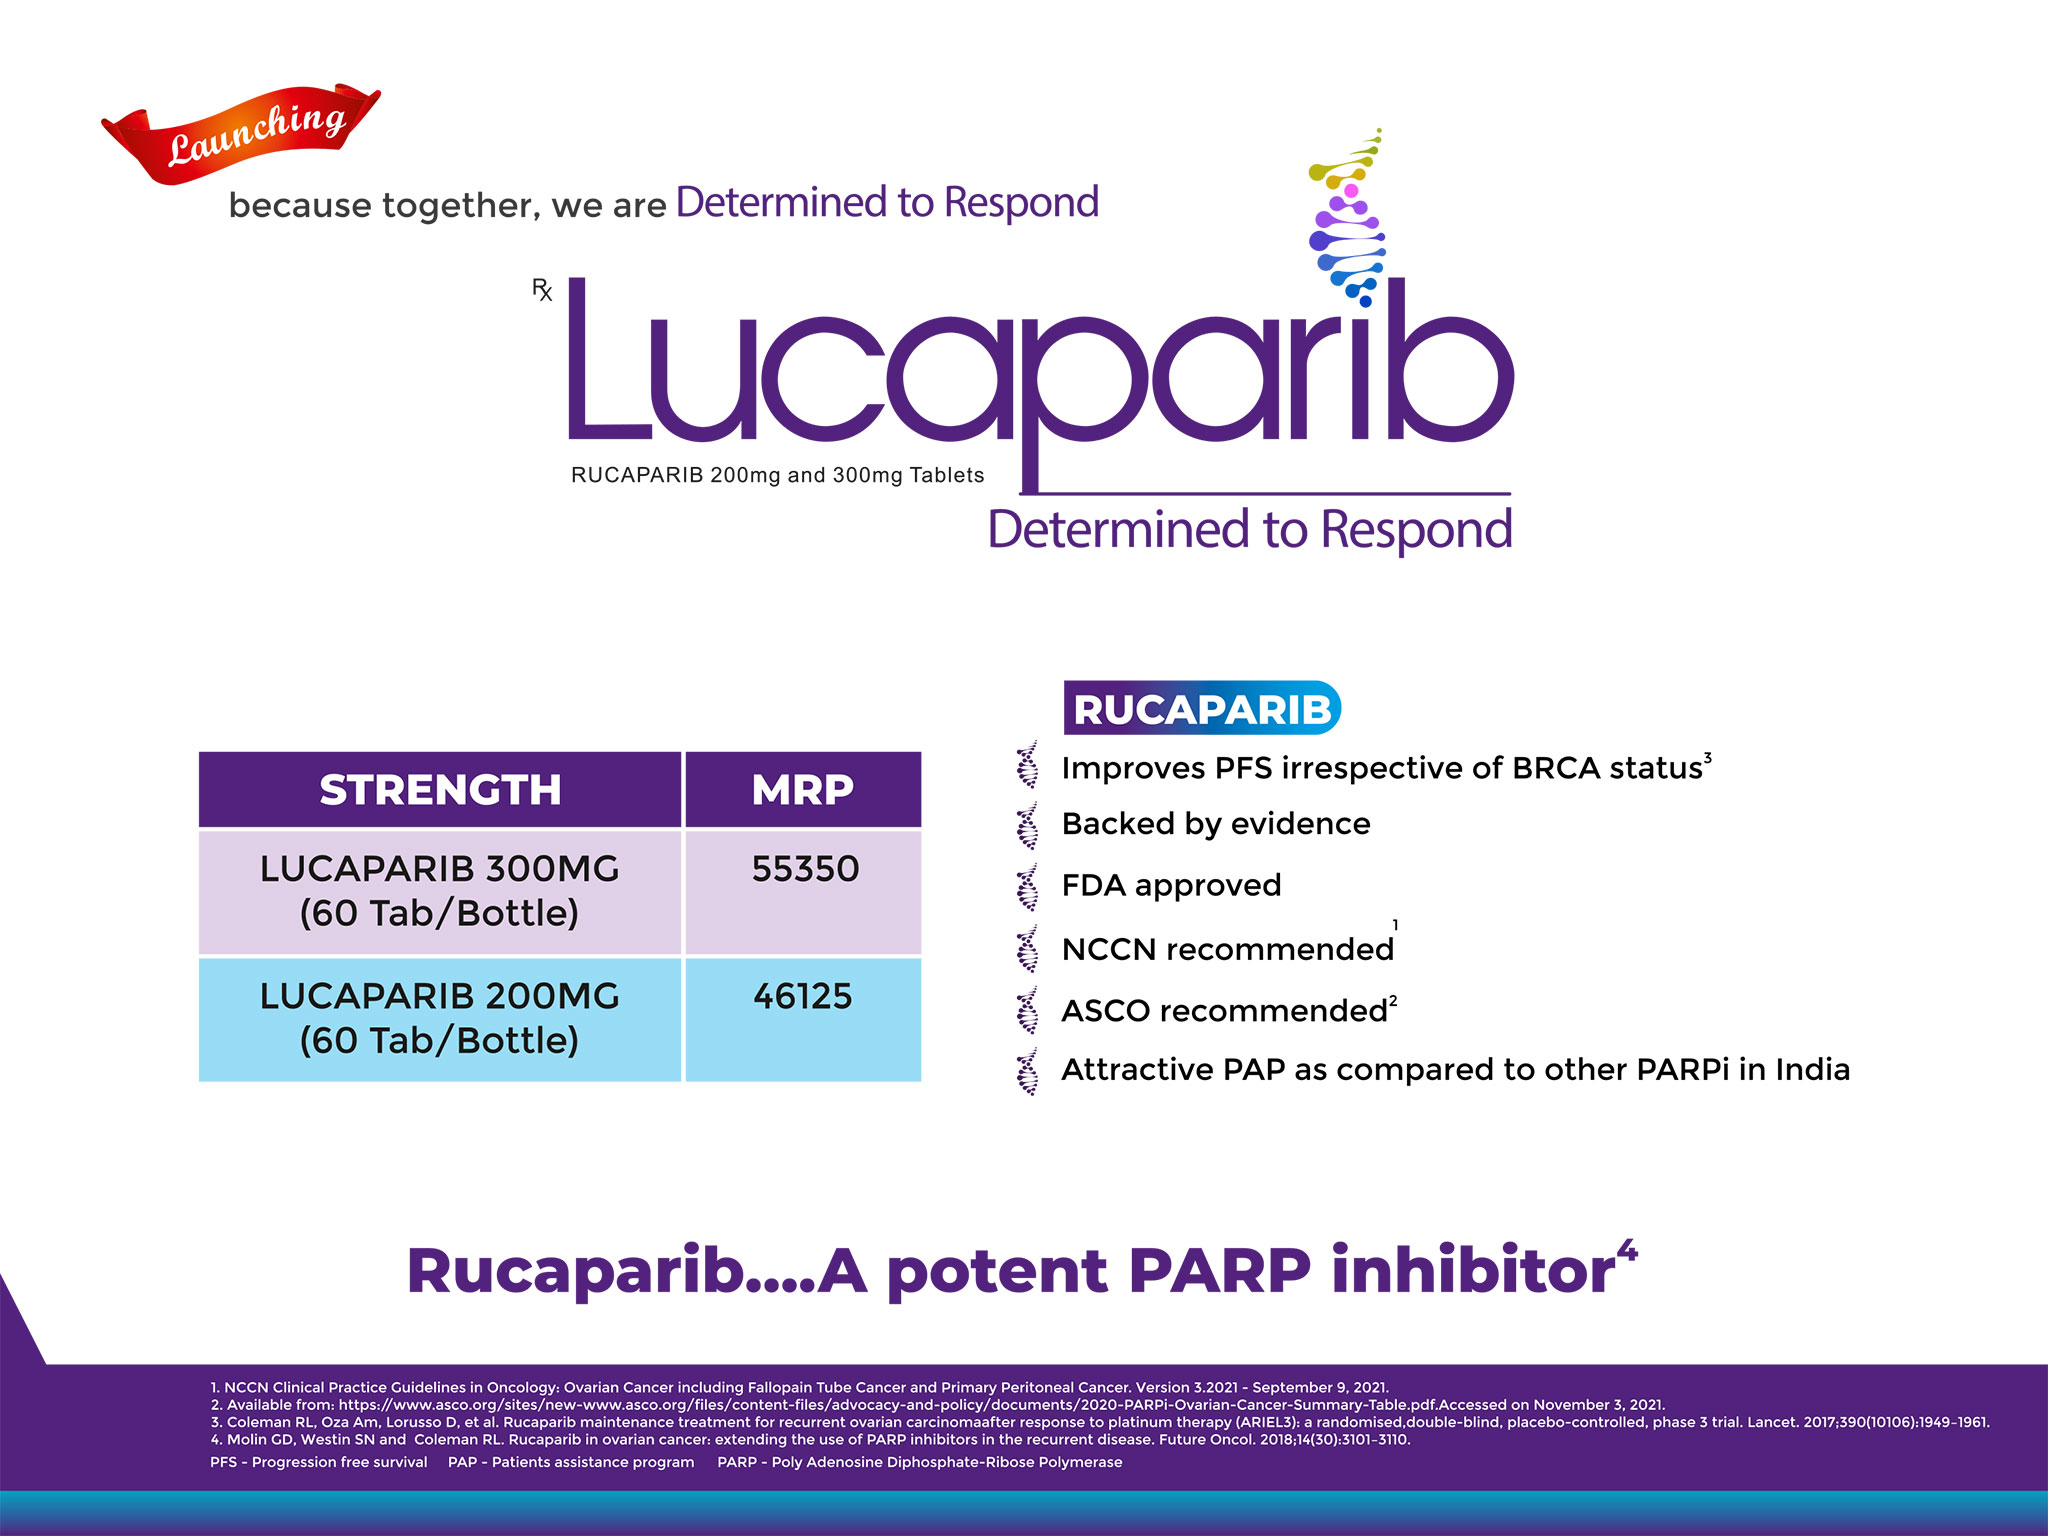 Launching
because together, we are Determined to Respond
Rx Lucaparib
RUCAPARIB 200mg and 300mg Tablets
Determined to Respond
STRENGTH MRP
LUCAPARIB 300MG 55350
(60 Tab/Bottle)
LUCAPARIB 200MG 46125
(60 Tab/Bottle)
RUCAPARIB
Improves PFS irrespective of BRCA status³
Backed by evidence
FDA approved
NCCN recommended¹
ASCO recommended²
Attractive PAP as compared to other PARPi in India
Rucaparib....A potent PARP inhibitor⁴
1. NCCN Clinical Practice Guidelines in Oncology: Ovarian Cancer including Fallopain Tube Cancer and Primary Peritoneal Cancer. Version 3.2021 - September 9, 2021.
2. Available from: https://www.asco.org/sites/new-www.asco.org/files/content-files/advocacy-and-policy/documents/2020-PARPi-Ovarian-Cancer-Summary-Table.pdf.Accessed on November 3, 2021.
3. Coleman RL, Oza Am, Lorusso D, et al. Rucaparib maintenance treatment for recurrent ovarian carcinomaafter response to platinum therapy (ARIEL3): a randomised,double-blind, placebo-controlled, phase 3 trial. Lancet. 2017;390(10106):1949–1961.
4. Molin GD, Westin SN and Coleman RL. Rucaparib in ovarian cancer: extending the use of PARP inhibitors in the recurrent disease. Future Oncol. 2018;14(30):3101–3110.
PFS - Progression free survival PAP - Patients assistance program PARP - Poly Adenosine Diphosphate-Ribose Polymerase